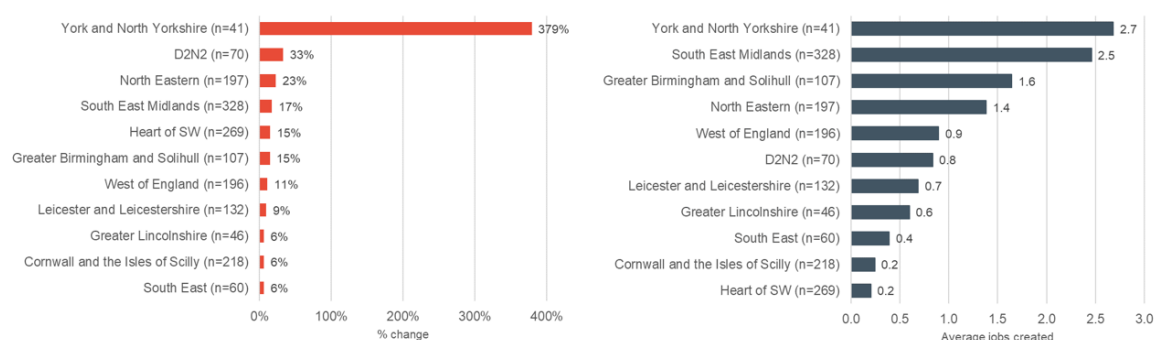 York and North Yorkshire (n=41) 379%
D2N2 (n=70) 33%
North Eastern (n=197) 23%
South East Midlands (n=328) 17%
Heart of SW (n=269) 15%
Greater Birmingham and Solihull (n=107) 15%
West of England (n=196) 11%
Leicester and Leicestershire (n=132) 9%
Greater Lincolnshire (n=46) 6%
Cornwall and the Isles of Scilly (n=218) 6%
South East (n=60) 6%
0% 100% 200% 300% 400%
% change
York and North Yorkshire (n=41) 2.7
South East Midlands (n=328) 2.5
Greater Birmingham and Solihull (n=107) 1.6
North Eastern (n=197) 1.4
West of England (n=196) 0.9
D2N2 (n=70) 0.8
Leicester and Leicestershire (n=132) 0.7
Greater Lincolnshire (n=46) 0.6
South East (n=60) 0.4
Cornwall and the Isles of Scilly (n=218) 0.2
Heart of SW (n=269) 0.2
0.0 0.5 1.0 1.5 2.0 2.5 3.0
Average jobs created